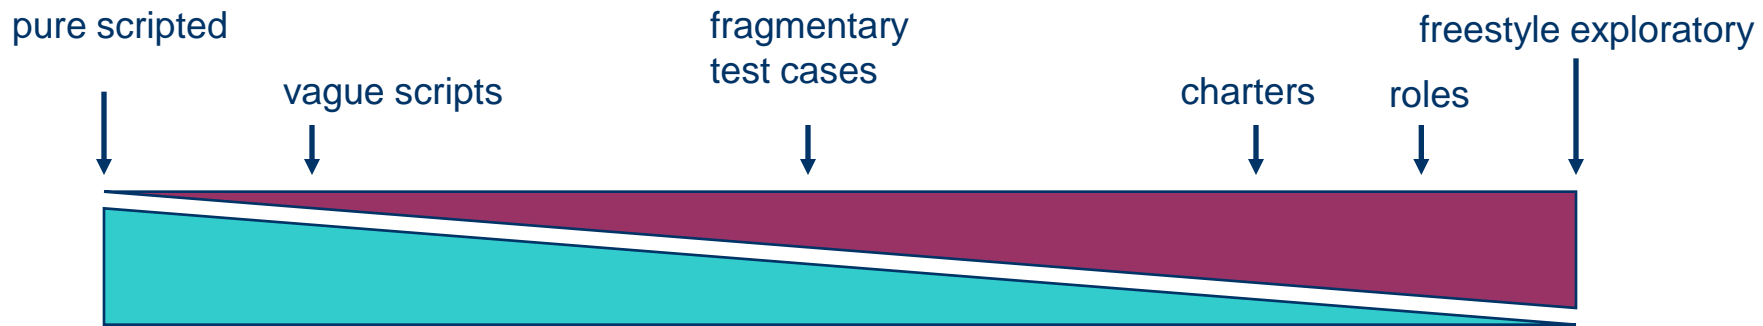 pure scripted
vague scripts
fragmentary
test cases
charters
roles
freestyle exploratory